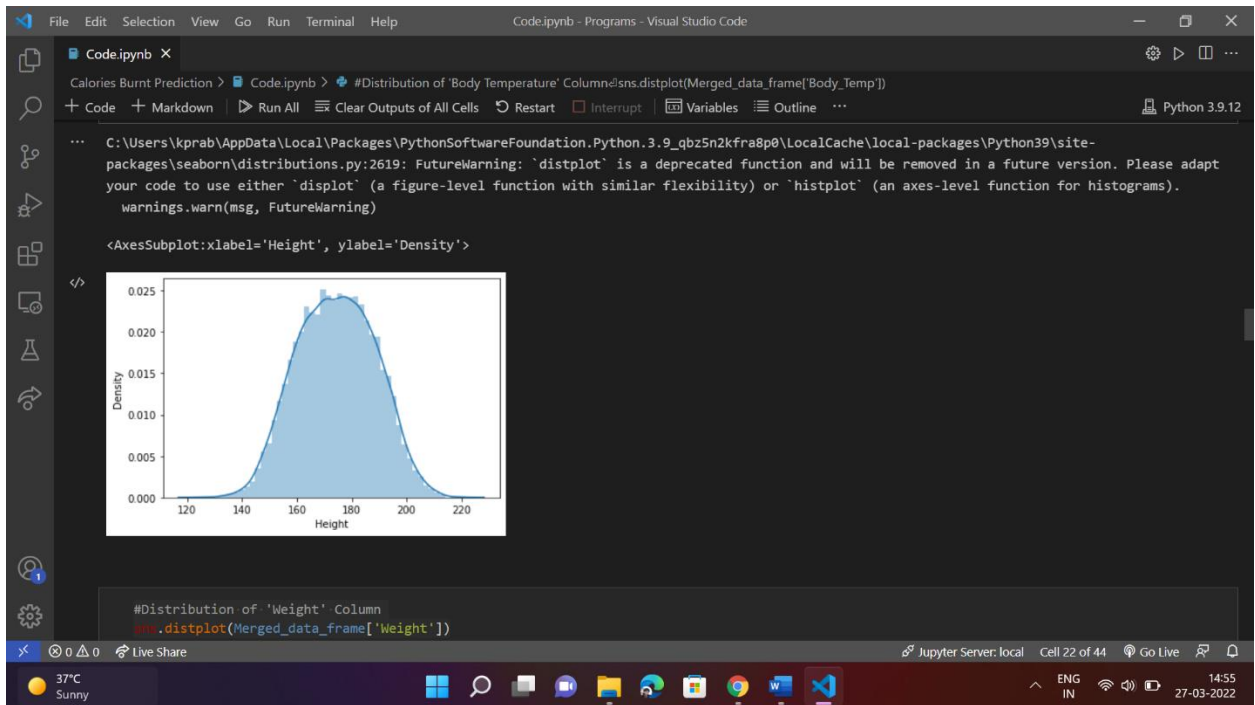 File Edit Selection View Go Run Terminal Help Code.ipynb - Programs - Visual Studio Code
Code.ipynb
Calories Burnt Prediction > Code.ipynb > #Distribution of 'Body Temperature' Column⏎sns.distplot(Merged_data_frame['Body_Temp'])
+ Code + Markdown Run All Clear Outputs of All Cells Restart Interrupt Variables Outline ··· Python 3.9.12
··· C:\Users\kprab\AppData\Local\Packages\PythonSoftwareFoundation.Python.3.9_qbz5n2kfra8p0\LocalCache\local-packages\Python39\site-
packages\seaborn\distributions.py:2619: FutureWarning: `distplot` is a deprecated function and will be removed in a future version. Please adapt
your code to use either `displot` (a figure-level function with similar flexibility) or `histplot` (an axes-level function for histograms).
warnings.warn(msg, FutureWarning)
<AxesSubplot:xlabel='Height', ylabel='Density'>
0.025
0.020
0.015
0.010
0.005
0.000
Density
120 140 160 180 200 220
Height
#Distribution of 'Weight' Column
sns.distplot(Merged_data_frame['Weight'])
1
0 0 Live Share Jupyter Server: local Cell 22 of 44 Go Live
37°C
Sunny
ENG
IN
14:55
27-03-2022